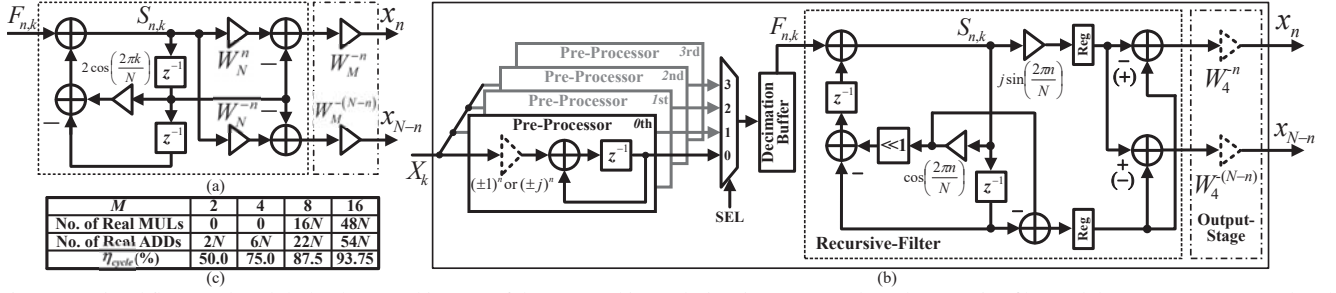 F_{n,k}
S_{n,k}
x_n
W_N^n
W_M^{-n}
2cos(2πk/N)
z^{-1}
z^{-1}
−
−
−
W_N^{-n}
W_M^{-(N-n)}
x_{N-n}
(a)
M 2 4 8 16
No. of Real MULs 0 0 16N 48N
No. of Real ADDs 2N 6N 22N 54N
η_{cycle}(%) 50.0 75.0 87.5 93.75
(c)
Pre-Processor 3rd
Pre-Processor 2nd
Pre-Processor 1st
Pre-Processor 0th
X_k
(±1)^n or (±j)^n
z^{-1}
3
2
1
0
SEL
Decimation Buffer
F_{n,k}
S_{n,k}
z^{-1}
−
<<1
cos(2πn/N)
z^{-1}
j sin(2πn/N)
Reg
−
Reg
−
(+)
+
(−)
x_n
W_4^{-n}
x_{N-n}
W_4^{-(N-n)}
Recursive-Filter
Output-
Stage
(b)